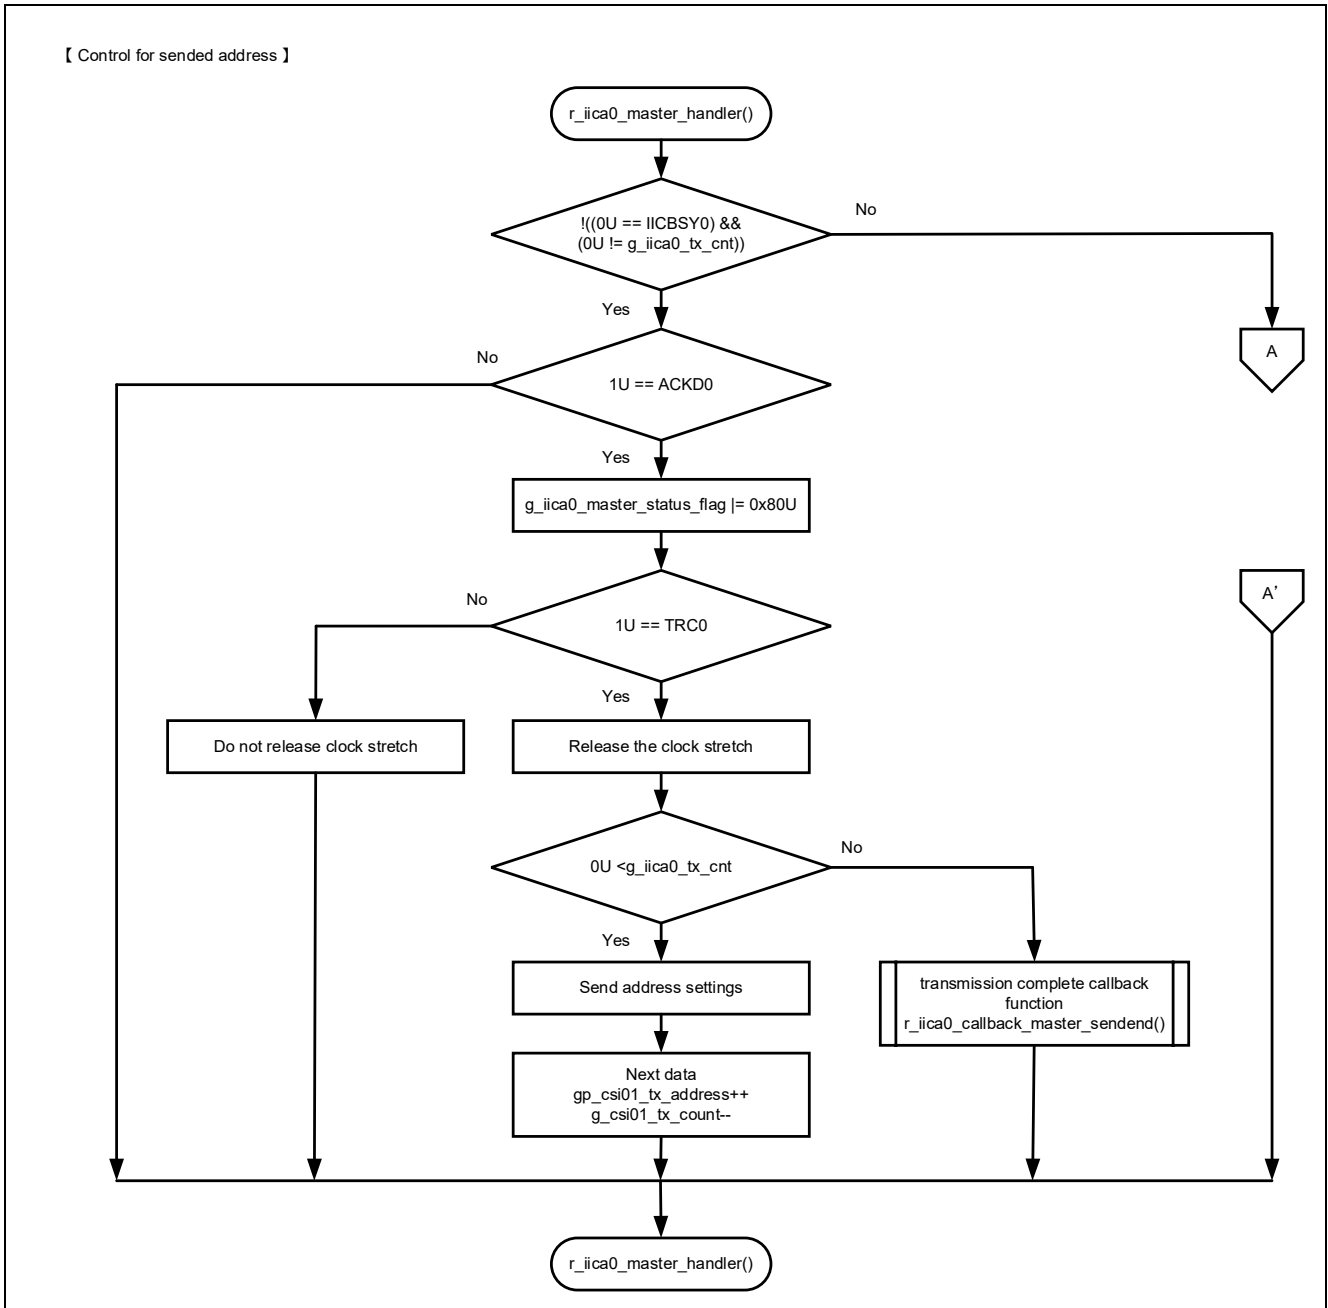 【 Control for sended address 】
r_iica0_master_handler()
!((0U == IICBSY0) &&
(0U != g_iica0_tx_cnt))
No
Yes
A
No
1U == ACKD0
Yes
g_iica0_master_status_flag |= 0x80U
A’
No
1U == TRC0
Yes
Do not release clock stretch
Release the clock stretch
No
0U <g_iica0_tx_cnt
Yes
Send address settings
transmission complete callback
function
r_iica0_callback_master_sendend()
Next data
gp_csi01_tx_address++
g_csi01_tx_count--
r_iica0_master_handler()